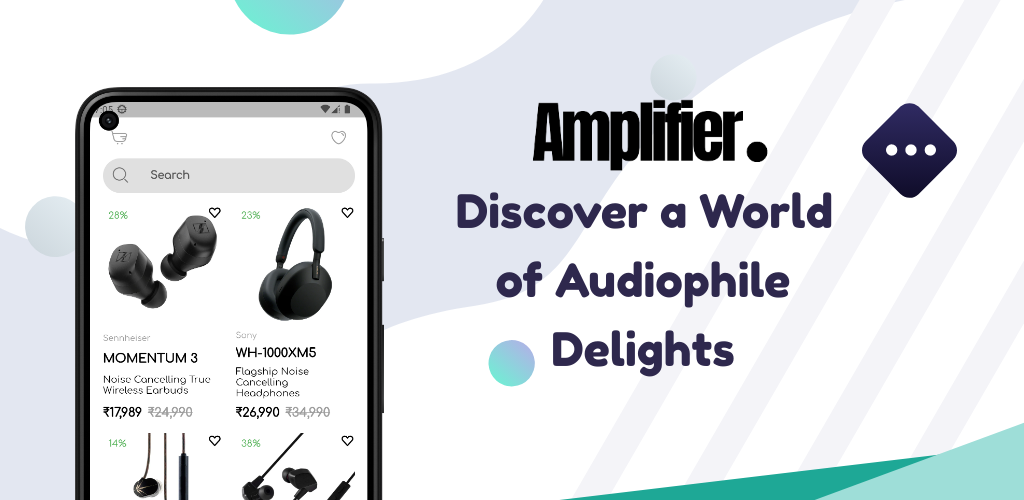 Amplifier.
Discover a World
of Audiophile
Delights
Search
28%
23%
Sennheiser
MOMENTUM 3
Noise Cancelling True
Wireless Earbuds
₹17,989 ₹24,990
Sony
WH-1000XM5
Flagship Noise
Cancelling
Headphones
₹26,990 ₹34,990
14%
38%